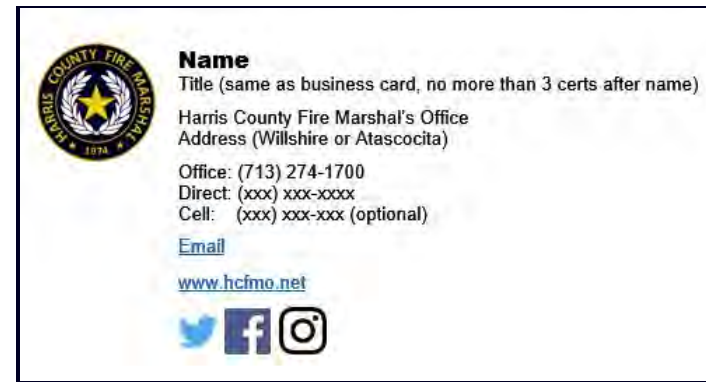 HARRIS COUNTY FIRE MARSHAL
1974
Name
Title (same as business card, no more than 3 certs after name)
Harris County Fire Marshal's Office
Address (Willshire or Atascocita)
Office: (713) 274-1700
Direct: (xxx) xxx-xxxx
Cell: (xxx) xxx-xxx (optional)
Email
www.hcfmo.net